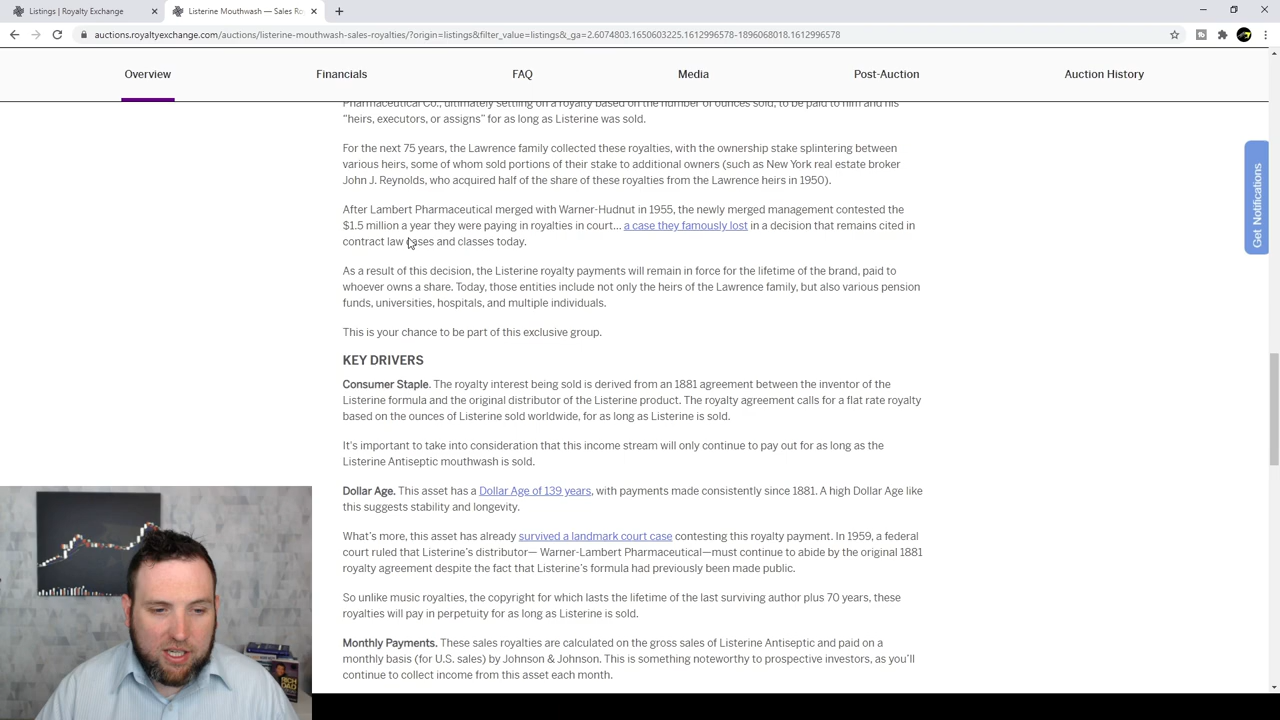 Listings | Royalty Exchange
Listerine Mouthwash — Sales Ro
auctions.royaltyexchange.com/auctions/listerine-mouthwash-sales-royalties/?origin=listings&filter_value=listings&_ga=2.6074803.1650603225.1612996578-1896068018.1612996578
Overview
Financials
FAQ
Media
Post-Auction
Auction History
Pharmaceutical Co., ultimately settling on a royalty based on the number of ounces sold, to be paid to him and his
"heirs, executors, or assigns" for as long as Listerine was sold.
For the next 75 years, the Lawrence family collected these royalties, with the ownership stake splintering between
various heirs, some of whom sold portions of their stake to additional owners (such as New York real estate broker
John J. Reynolds, who acquired half of the share of these royalties from the Lawrence heirs in 1950).
After Lambert Pharmaceutical merged with Warner-Hudnut in 1955, the newly merged management contested the
$1.5 million a year they were paying in royalties in court... a case they famously lost in a decision that remains cited in
contract law cases and classes today.
As a result of this decision, the Listerine royalty payments will remain in force for the lifetime of the brand, paid to
whoever owns a share. Today, those entities include not only the heirs of the Lawrence family, but also various pension
funds, universities, hospitals, and multiple individuals.
This is your chance to be part of this exclusive group.
KEY DRIVERS
Consumer Staple. The royalty interest being sold is derived from an 1881 agreement between the inventor of the
Listerine formula and the original distributor of the Listerine product. The royalty agreement calls for a flat rate royalty
based on the ounces of Listerine sold worldwide, for as long as Listerine is sold.
It's important to take into consideration that this income stream will only continue to pay out for as long as the
Listerine Antiseptic mouthwash is sold.
Dollar Age. This asset has a Dollar Age of 139 years, with payments made consistently since 1881. A high Dollar Age like
this suggests stability and longevity.
What's more, this asset has already survived a landmark court case contesting this royalty payment. In 1959, a federal
court ruled that Listerine's distributor— Warner-Lambert Pharmaceutical—must continue to abide by the original 1881
royalty agreement despite the fact that Listerine's formula had previously been made public.
So unlike music royalties, the copyright for which lasts the lifetime of the last surviving author plus 70 years, these
royalties will pay in perpetuity for as long as Listerine is sold.
Monthly Payments. These sales royalties are calculated on the gross sales of Listerine Antiseptic and paid on a
monthly basis (for U.S. sales) by Johnson & Johnson. This is something noteworthy to prospective investors, as you'll
continue to collect income from this asset each month.
Get Notifications
RICH
DAD